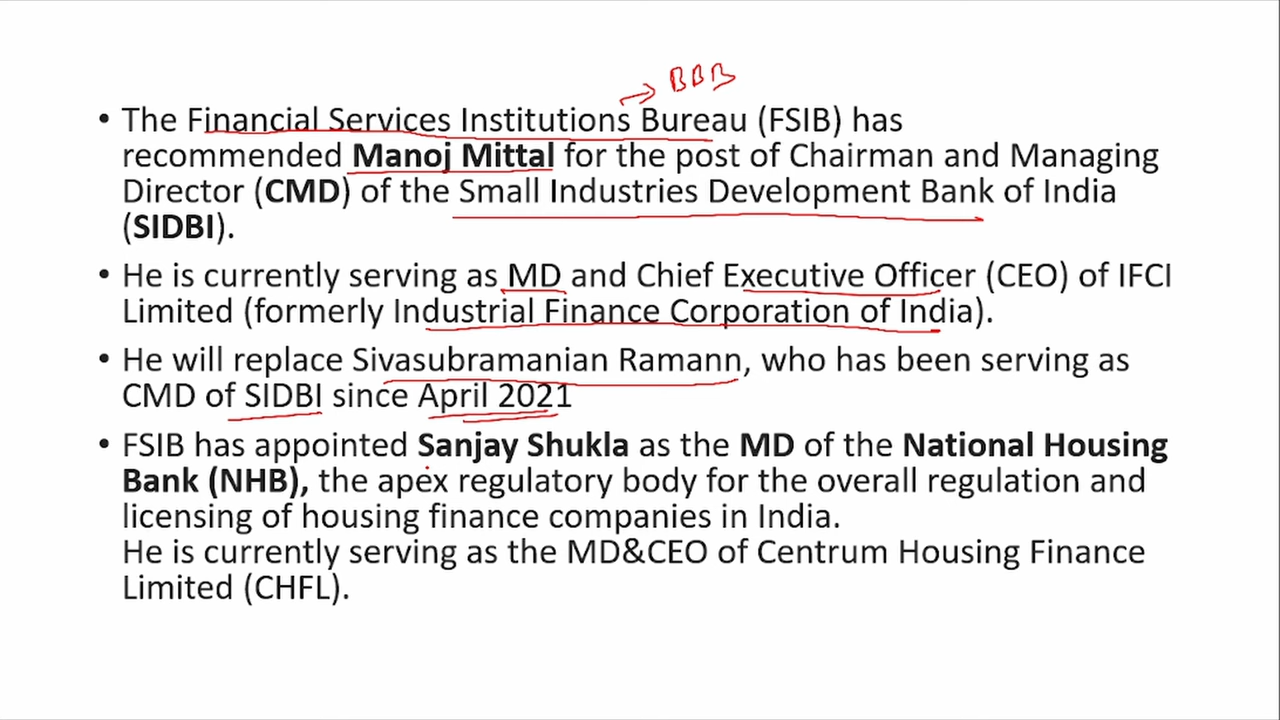 BBB
• The Financial Services Institutions Bureau (FSIB) has
recommended Manoj Mittal for the post of Chairman and Managing
Director (CMD) of the Small Industries Development Bank of India
(SIDBI).
• He is currently serving as MD and Chief Executive Officer (CEO) of IFCI
Limited (formerly Industrial Finance Corporation of India).
• He will replace Sivasubramanian Ramann, who has been serving as
CMD of SIDBI since April 2021
• FSIB has appointed Sanjay Shukla as the MD of the National Housing
Bank (NHB), the apex regulatory body for the overall regulation and
licensing of housing finance companies in India.
He is currently serving as the MD&CEO of Centrum Housing Finance
Limited (CHFL).